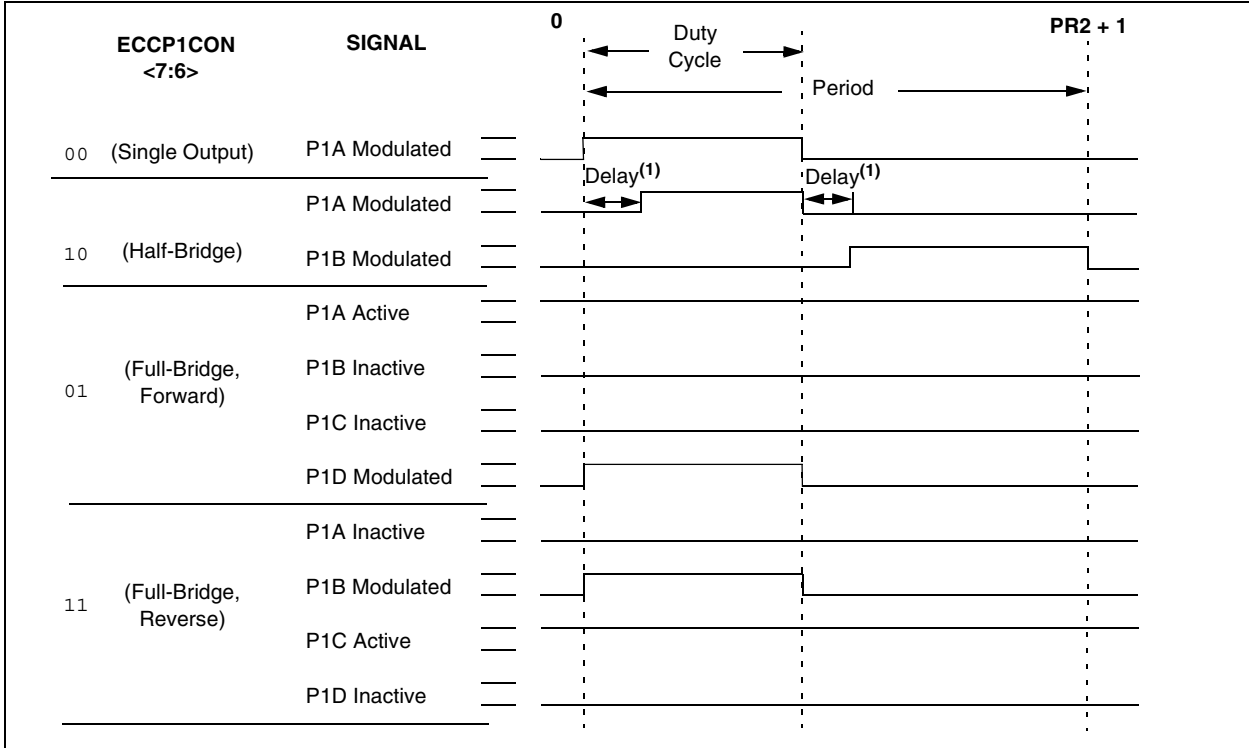 ECCP1CON
<7:6>
SIGNAL
0
Duty
Cycle
PR2 + 1
Period
00 (Single Output) P1A Modulated
Delay(1) Delay(1)
P1A Modulated
10 (Half-Bridge) P1B Modulated
P1A Active
01 (Full-Bridge,
Forward)
P1B Inactive
P1C Inactive
P1D Modulated
P1A Inactive
11 (Full-Bridge,
Reverse)
P1B Modulated
P1C Active
P1D Inactive